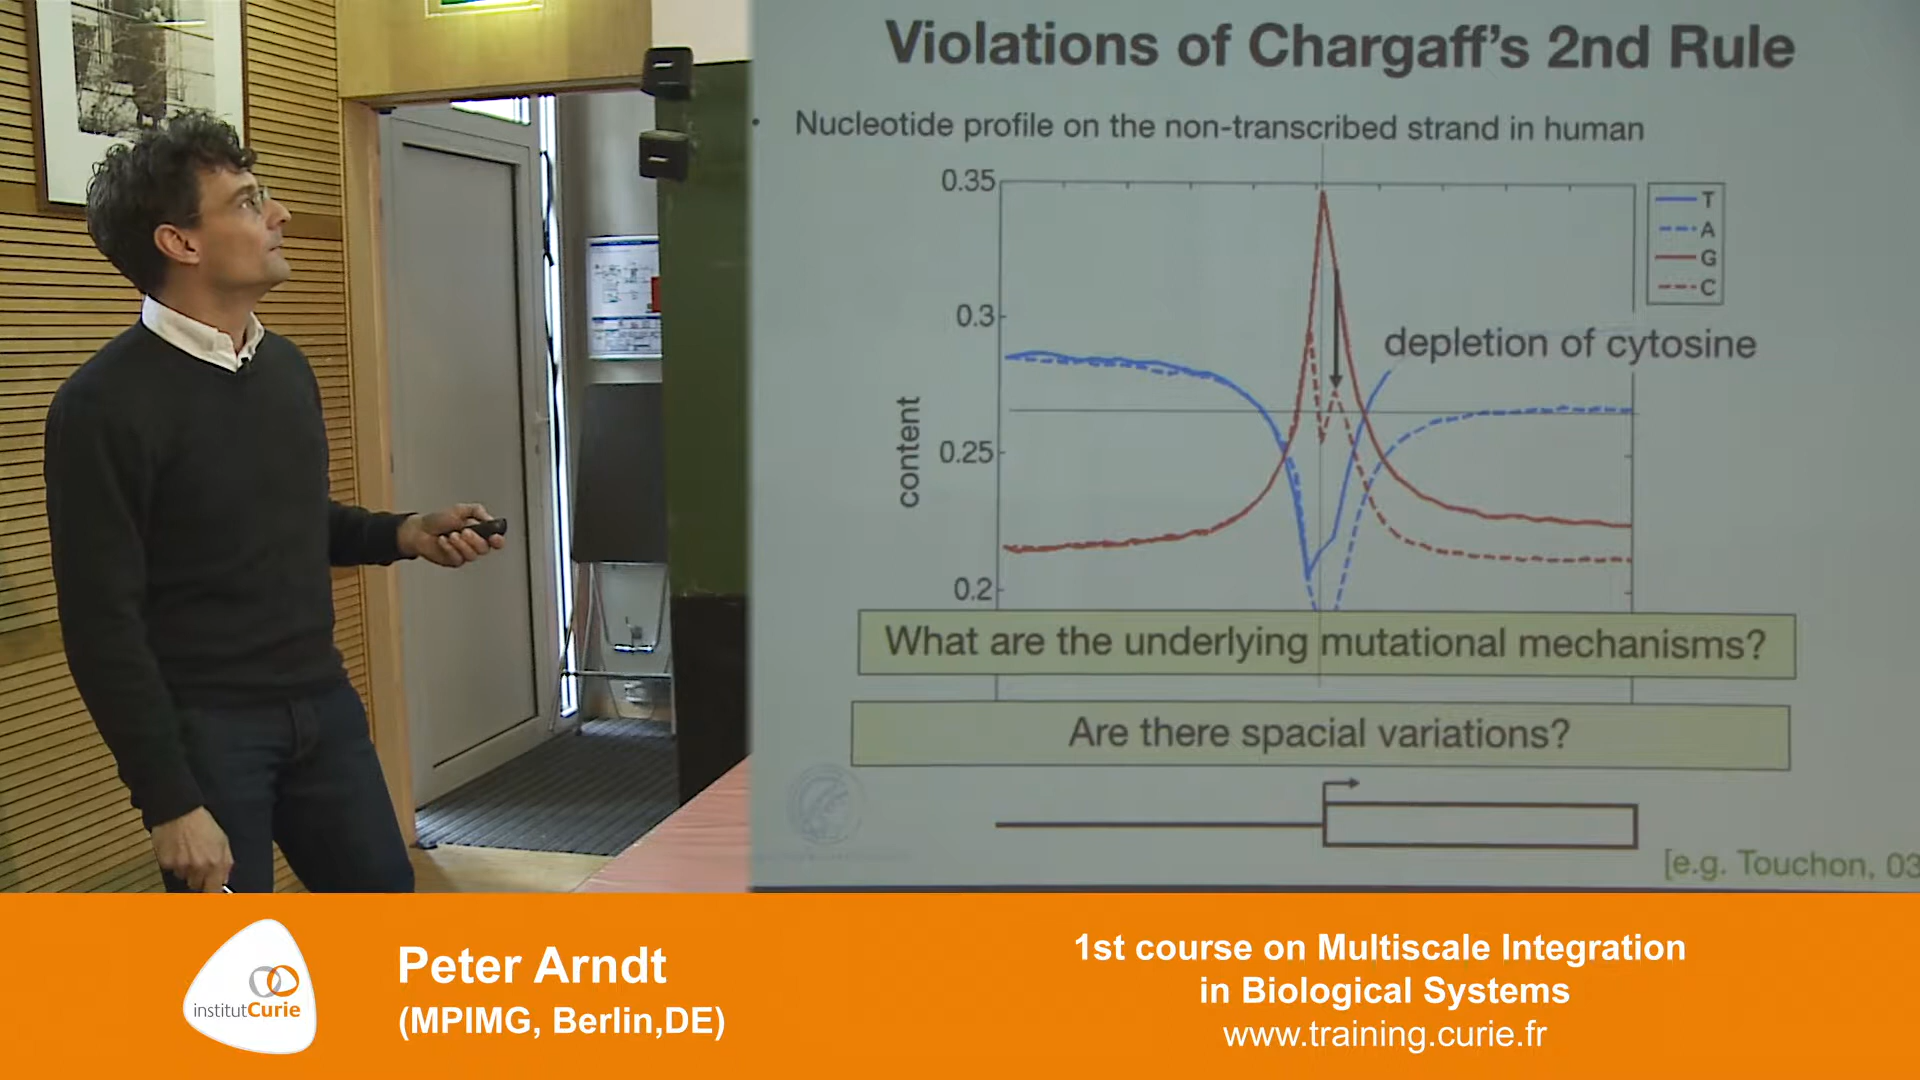 Violations of Chargaff's 2nd Rule
• Nucleotide profile on the non-transcribed strand in human
0.35
0.3
0.25
0.2
content
T
A
G
C
depletion of cytosine
What are the underlying mutational mechanisms?
Are there spacial variations?
[e.g. Touchon, 03
institutCurie
Peter Arndt
(MPIMG, Berlin,DE)
1st course on Multiscale Integration
in Biological Systems
www.training.curie.fr